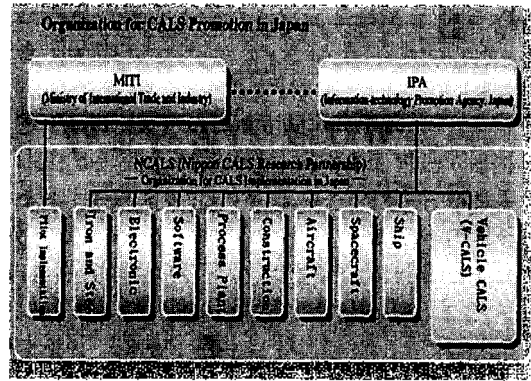 Organization for CALS Promotion in Japan
MITI
(Ministry of International Trade and Industry)
IPA
(Information-technology Promotion Agency, Japan)
NCALS (Nippon CALS Research Partnership)
Organization for CALS Implementation in Japan
Iron and
Electronic
Software
Process Plant
Construction
Aircraft
Spacecraft
Ship
Vehicle CALS
(V-CALS)